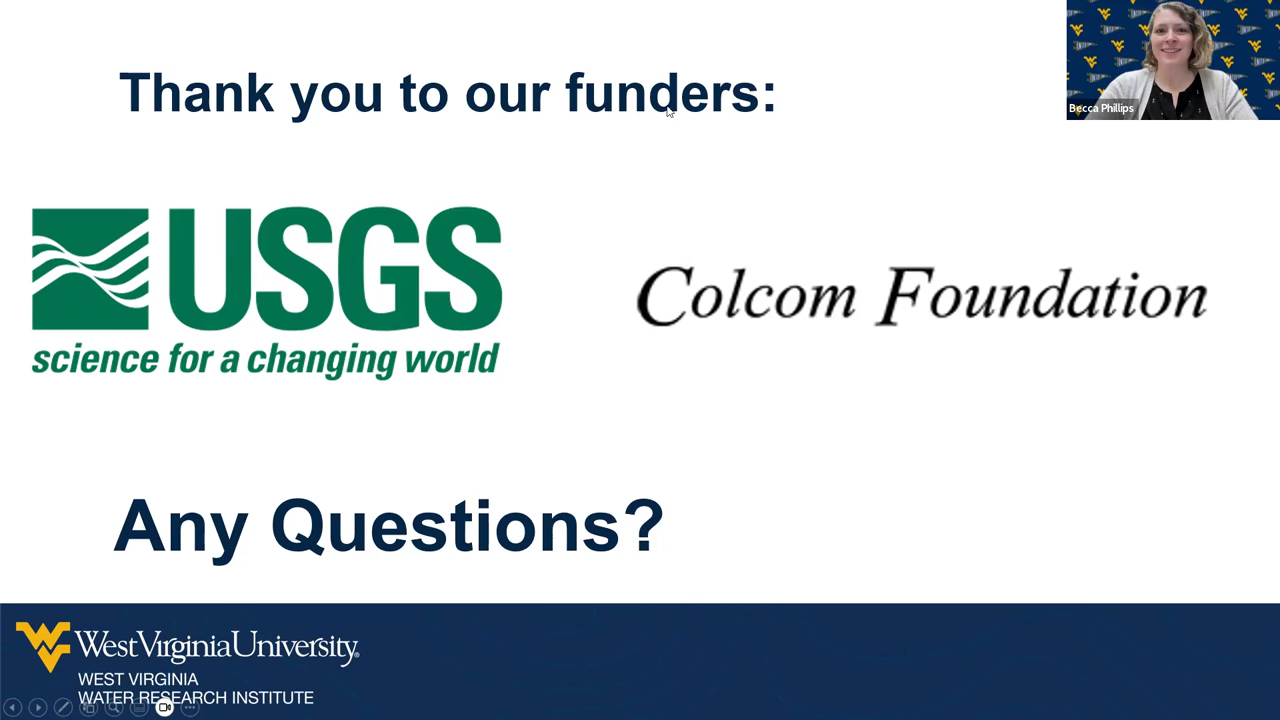 Thank you to our funders:
Becca Phillips
USGS
science for a changing world
Colcom Foundation
Any Questions?
West Virginia University®
WEST VIRGINIA
WATER RESEARCH INSTITUTE